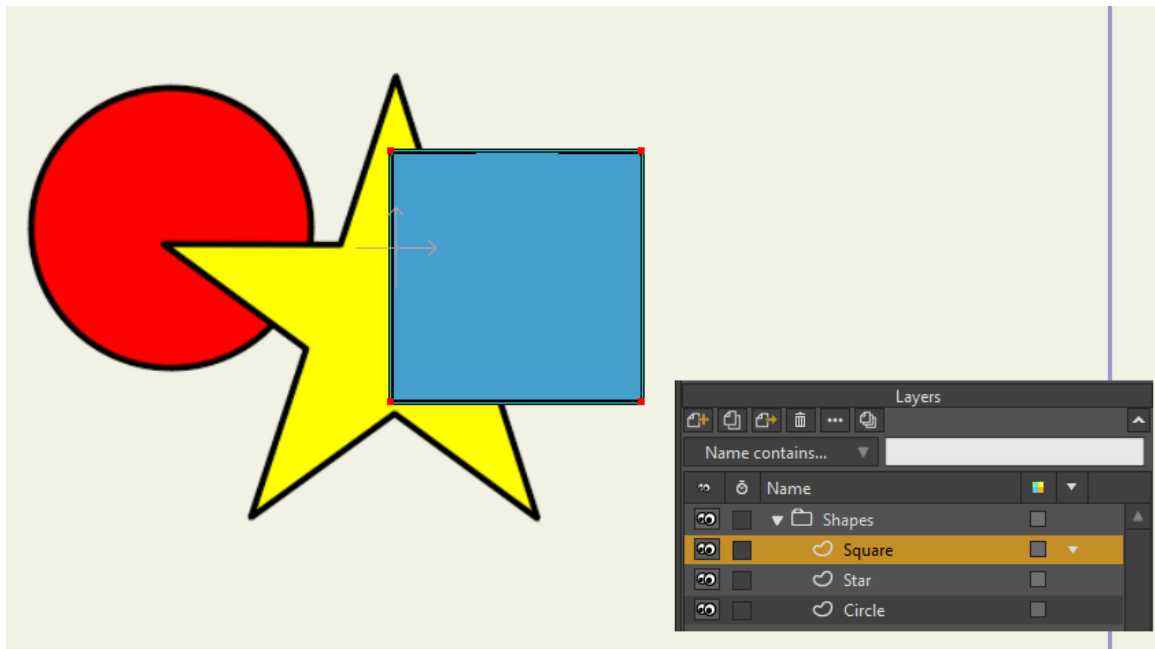 Layers
Name contains...
Name
Shapes
Square
Star
Circle